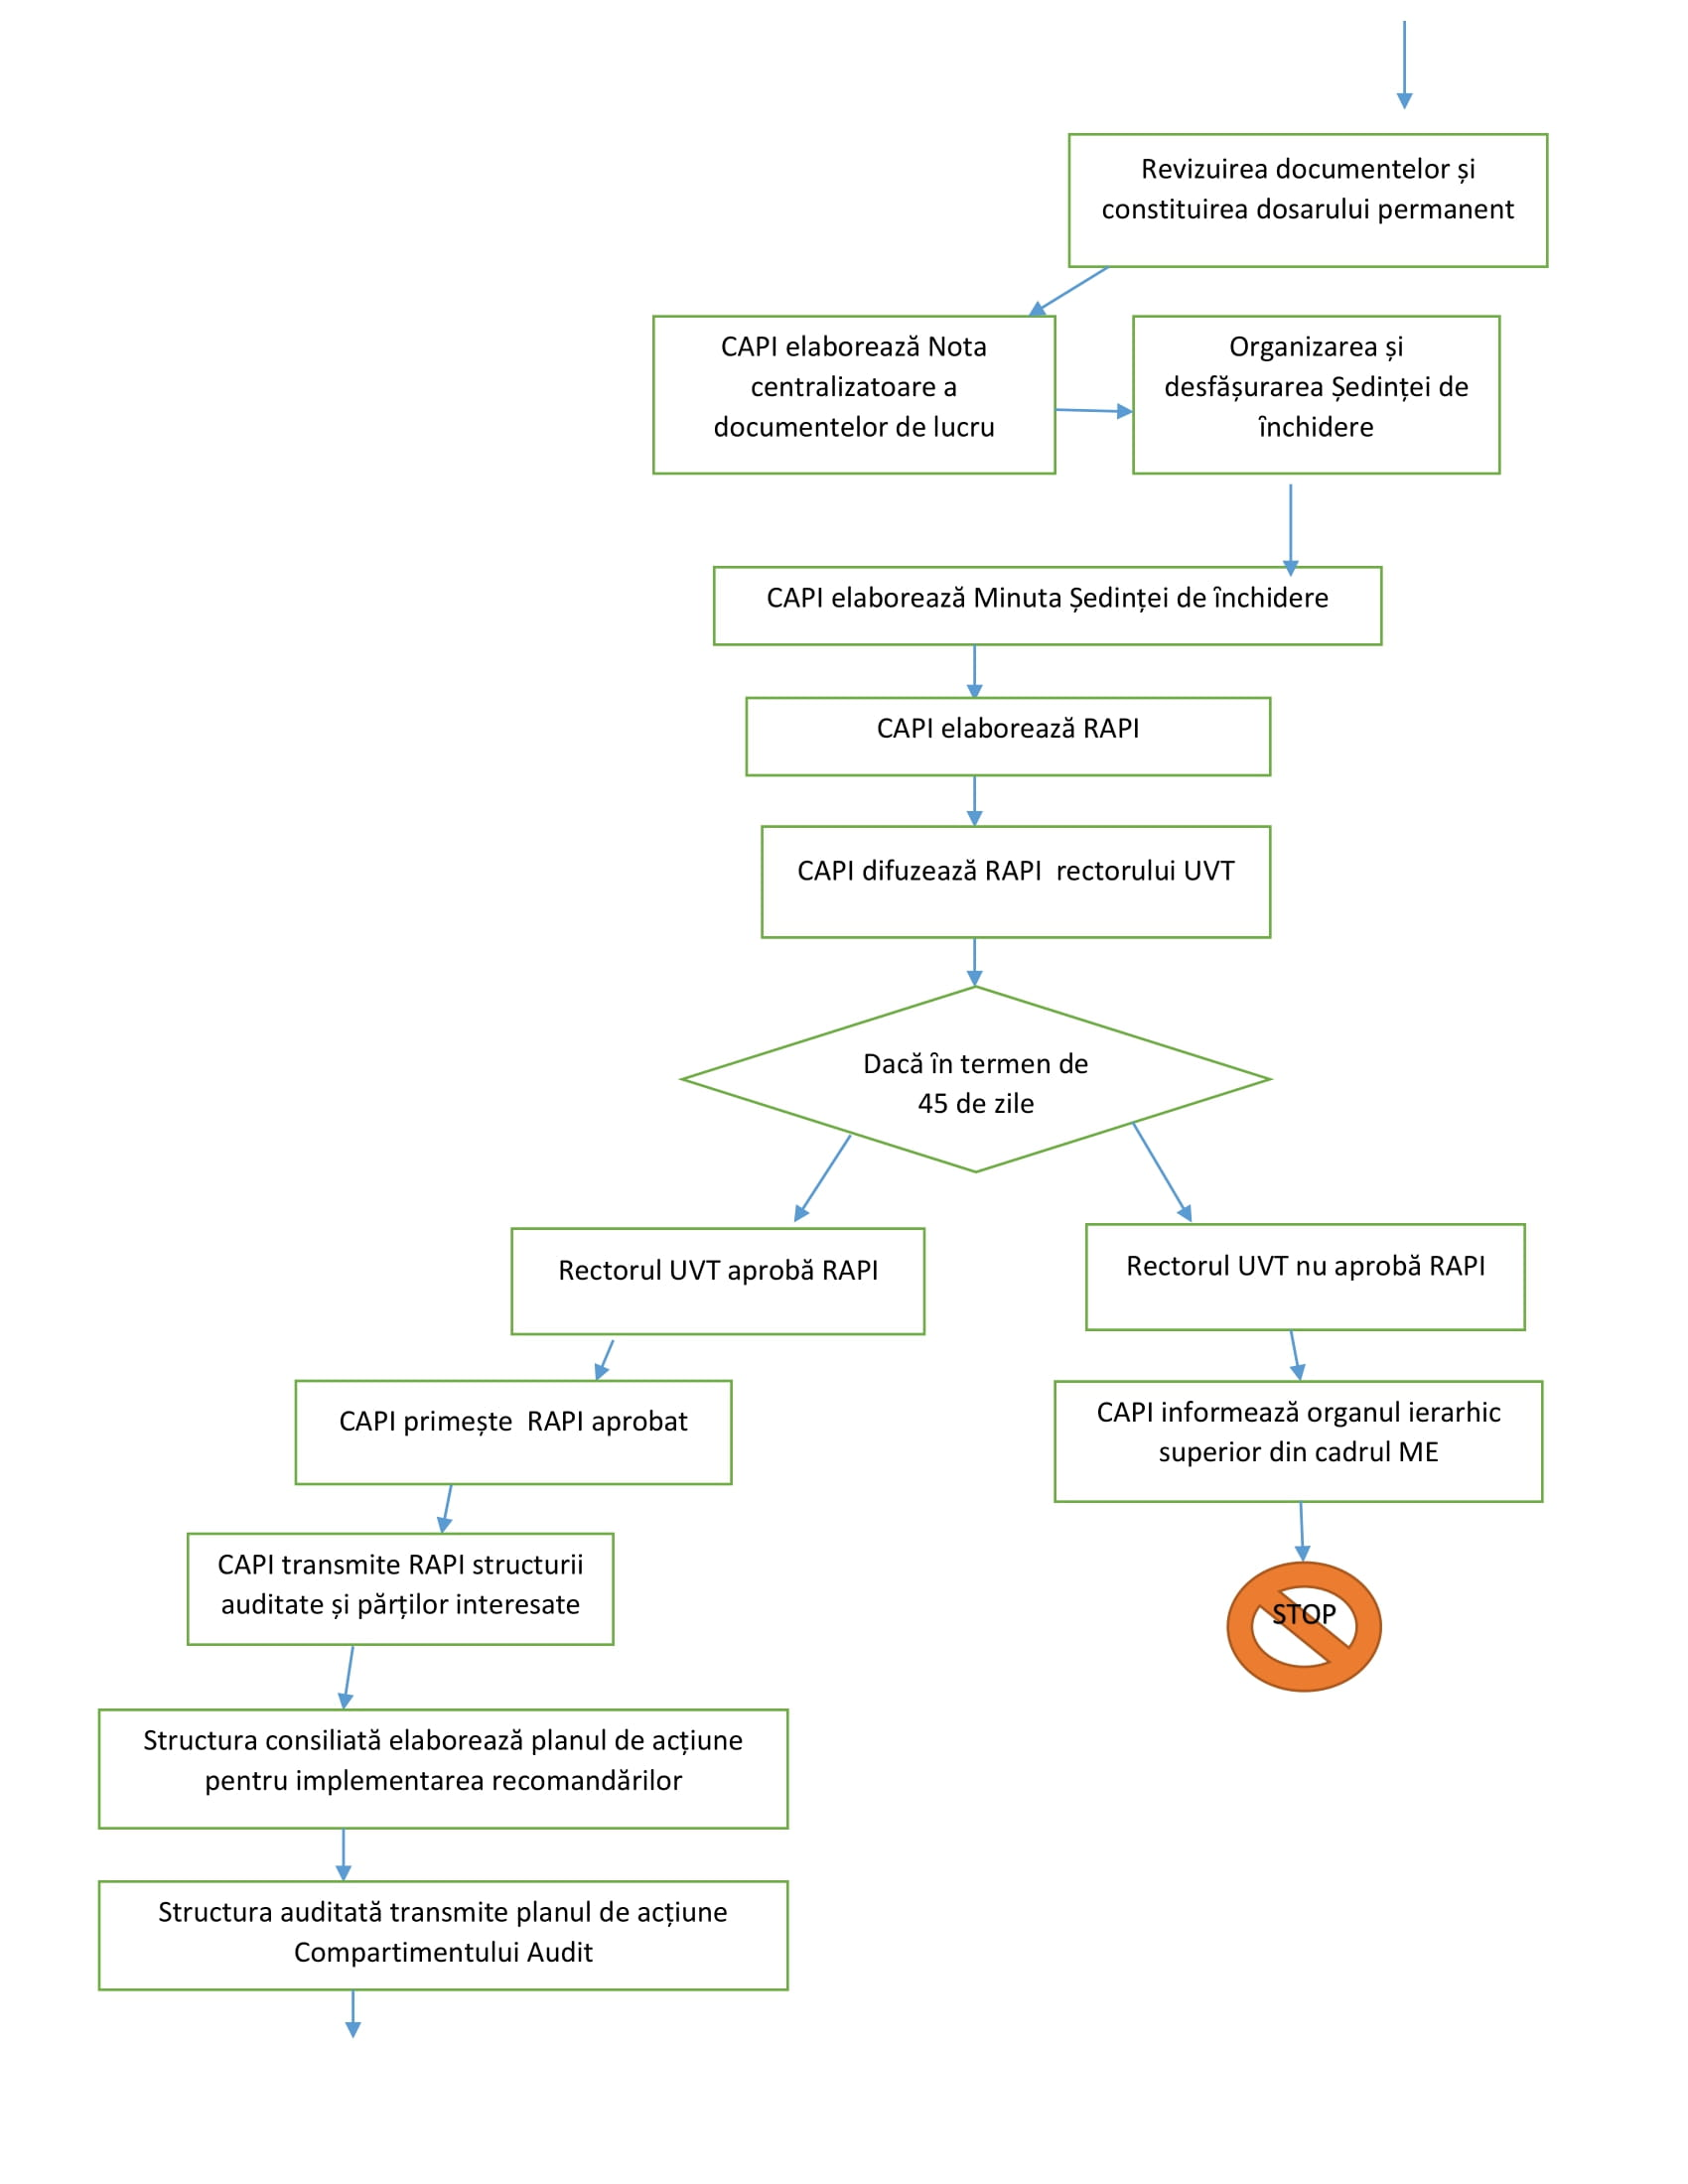 Revizuirea documentelor și
constituirea dosarului permanent
CAPI elaborează Nota
centralizatoare a
documentelor de lucru
Organizarea și
desfășurarea Ședinței de
închidere
CAPI elaborează Minuta Ședinței de închidere
CAPI elaborează RAPI
CAPI difuzează RAPI  rectorului UVT
Dacă în termen de
45 de zile
Rectorul UVT aprobă RAPI
Rectorul UVT nu aprobă RAPI
CAPI primește  RAPI aprobat
CAPI informează organul ierarhic
superior din cadrul ME
CAPI transmite RAPI structurii
auditate și părților interesate
STOP
Structura consiliată elaborează planul de acțiune
pentru implementarea recomandărilor
Structura auditată transmite planul de acțiune
Compartimentului Audit